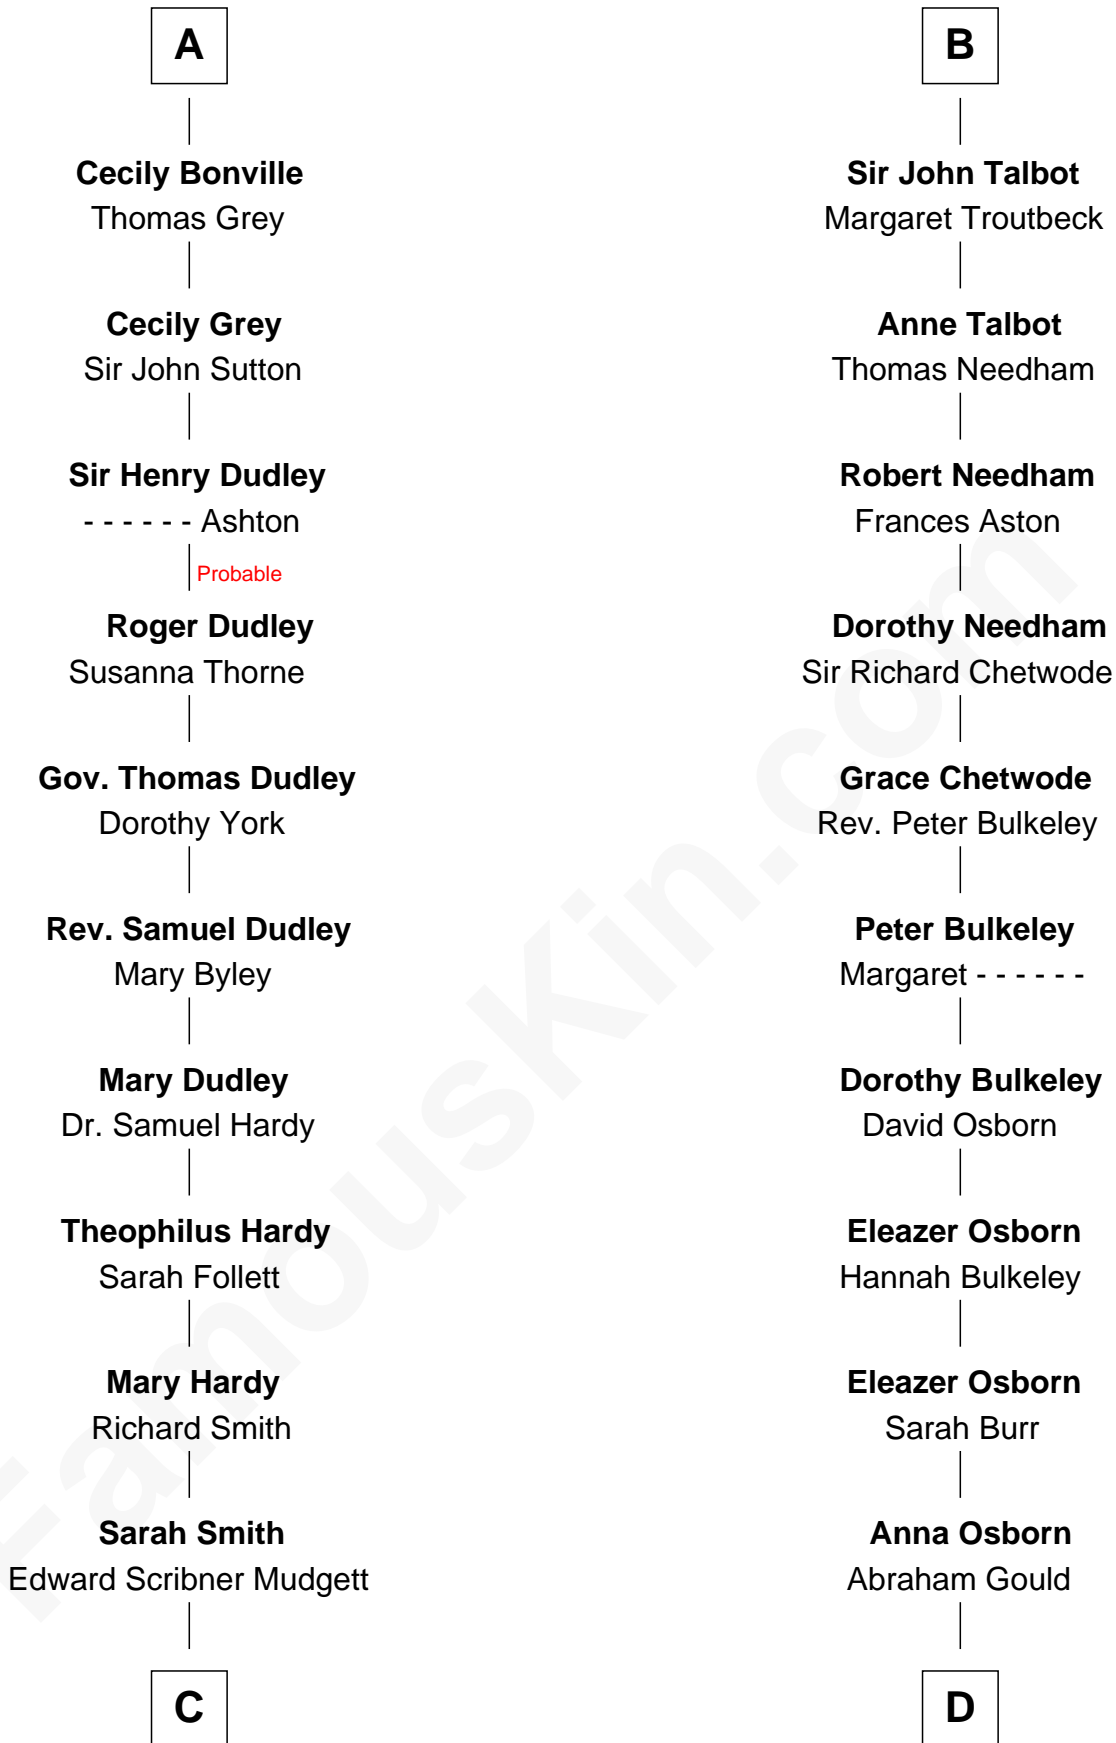 A
Cecily Bonville
Thomas Grey
Cecily Grey
Sir John Sutton
Sir Henry Dudley
- - - - - - Ashton
Probable
Roger Dudley
Susanna Thorne
Gov. Thomas Dudley
Dorothy York
Rev. Samuel Dudley
Mary Byley
Mary Dudley
Dr. Samuel Hardy
Theophilus Hardy
Sarah Follett
Mary Hardy
Richard Smith
Sarah Smith
Edward Scribner Mudgett
C
B
Sir John Talbot
Margaret Troutbeck
Anne Talbot
Thomas Needham
Robert Needham
Frances Aston
Dorothy Needham
Sir Richard Chetwode
Grace Chetwode
Rev. Peter Bulkeley
Peter Bulkeley
Margaret - - - - - -
Dorothy Bulkeley
David Osborn
Eleazer Osborn
Hannah Bulkeley
Eleazer Osborn
Sarah Burr
Anna Osborn
Abraham Gould
D
FamousKin.com